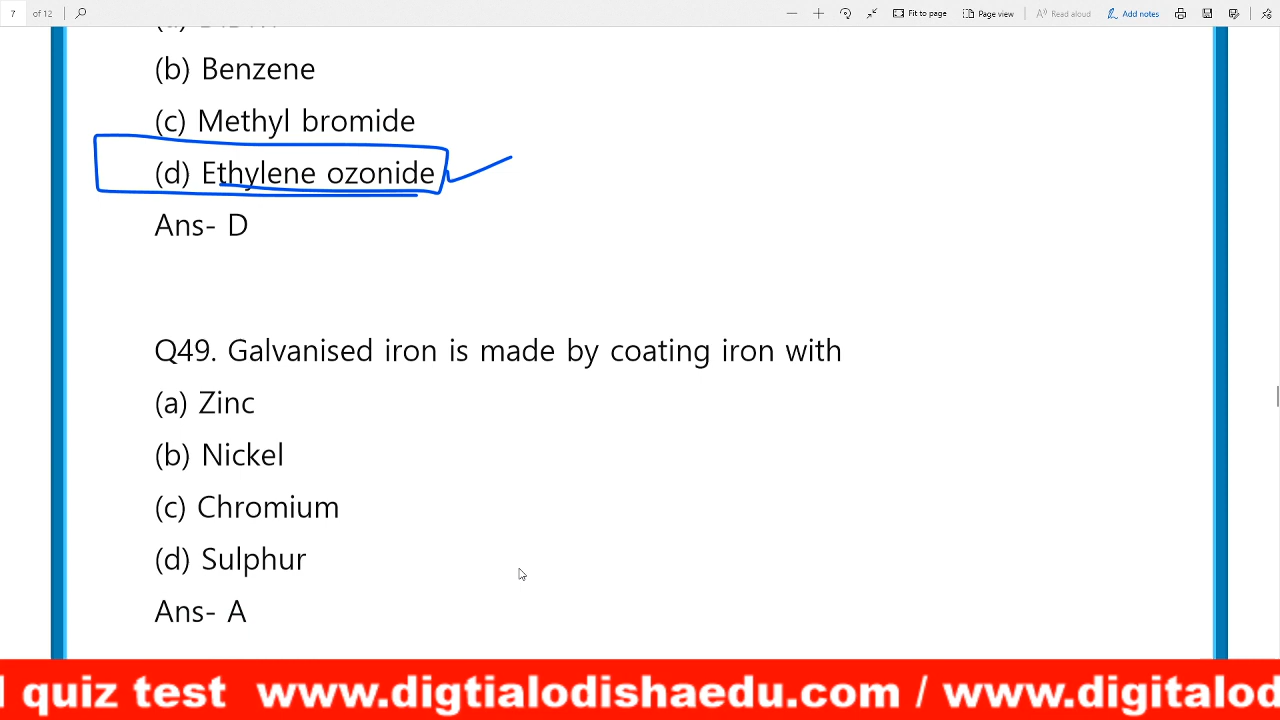 7 of 12 Fit to page Page view Read aloud Add notes
(b) Benzene
(c) Methyl bromide
(d) Ethylene ozonide
Ans- D
Q49. Galvanised iron is made by coating iron with
(a) Zinc
(b) Nickel
(c) Chromium
(d) Sulphur
Ans- A
quiz test www.digtialodishaedu.com / www.digitalod